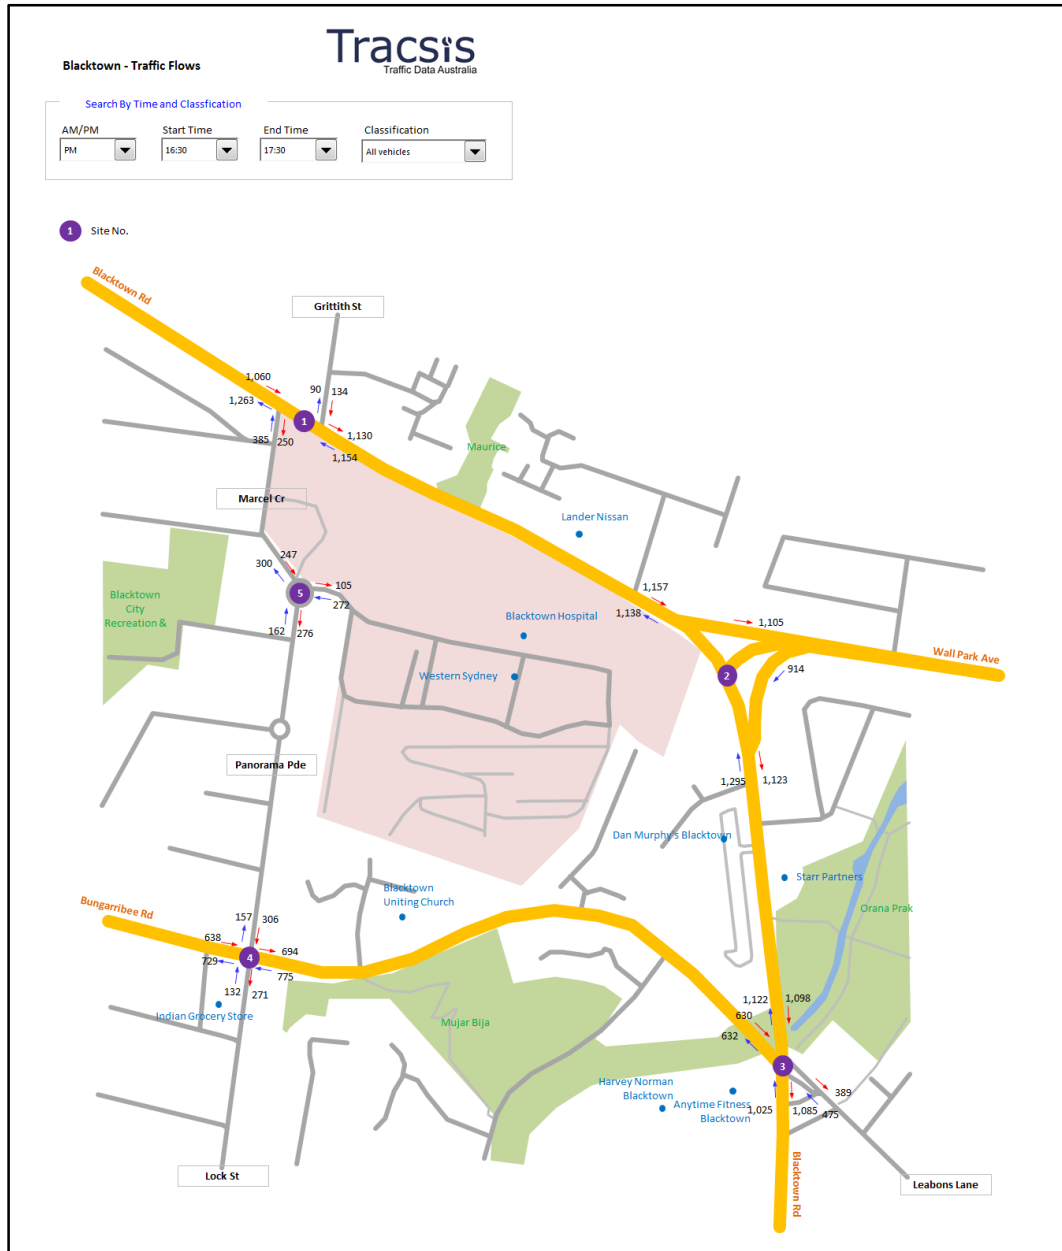 Tracsis
Traffic Data Australia
Blacktown - Traffic Flows
Search By Time and Classfication
AM/PM
Start Time
End Time
Classification
PM
16:30
17:30
All vehicles
1
Site No.
Blacktown Rd
Grittith St
1,060
90
134
1,263
1
385
250
1,130
1,154
Maurice
Marcel Cr
Lander Nissan
247
300
105
1,157
5
272
1,138
Blacktown
City
Recreation &
Blacktown Hospital
162
276
1,105
Wall Park Ave
Western Sydney
2
914
Panorama Pde
1,295
1,123
Dan Murphy's Blacktown
Starr Partners
Blacktown
Uniting Church
Orana Prak
Bungarribee Rd
157
306
638
694
4
729
775
132
271
Indian Grocery Store
Mujar Bija
1,122
1,098
630
632
3
Harvey Norman
Blacktown
389
Anytime Fitness
Blacktown
1,025
1,085
475
Blacktown Rd
Lock St
Leabons Lane